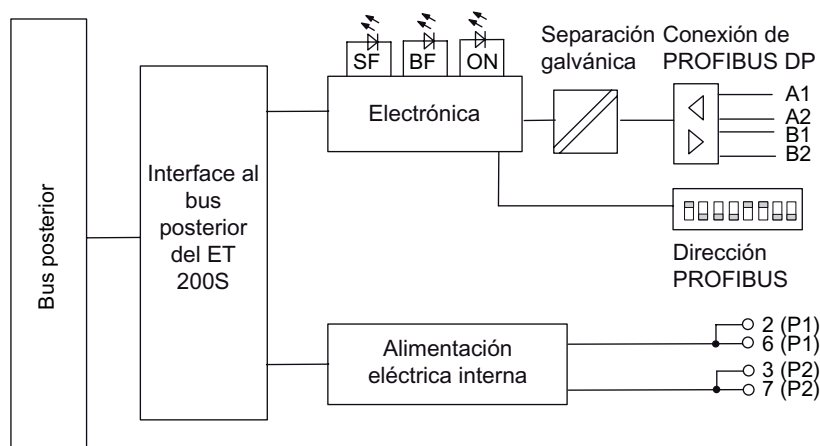 Bus posterior
Interface al
bus
posterior
del ET
200S
SF
BF
ON
Electrónica
Separación
galvánica
Conexión de
PROFIBUS DP
A1
A2
B1
B2
Dirección
PROFIBUS
Alimentación
eléctrica interna
2 (P1)
6 (P1)
3 (P2)
7 (P2)